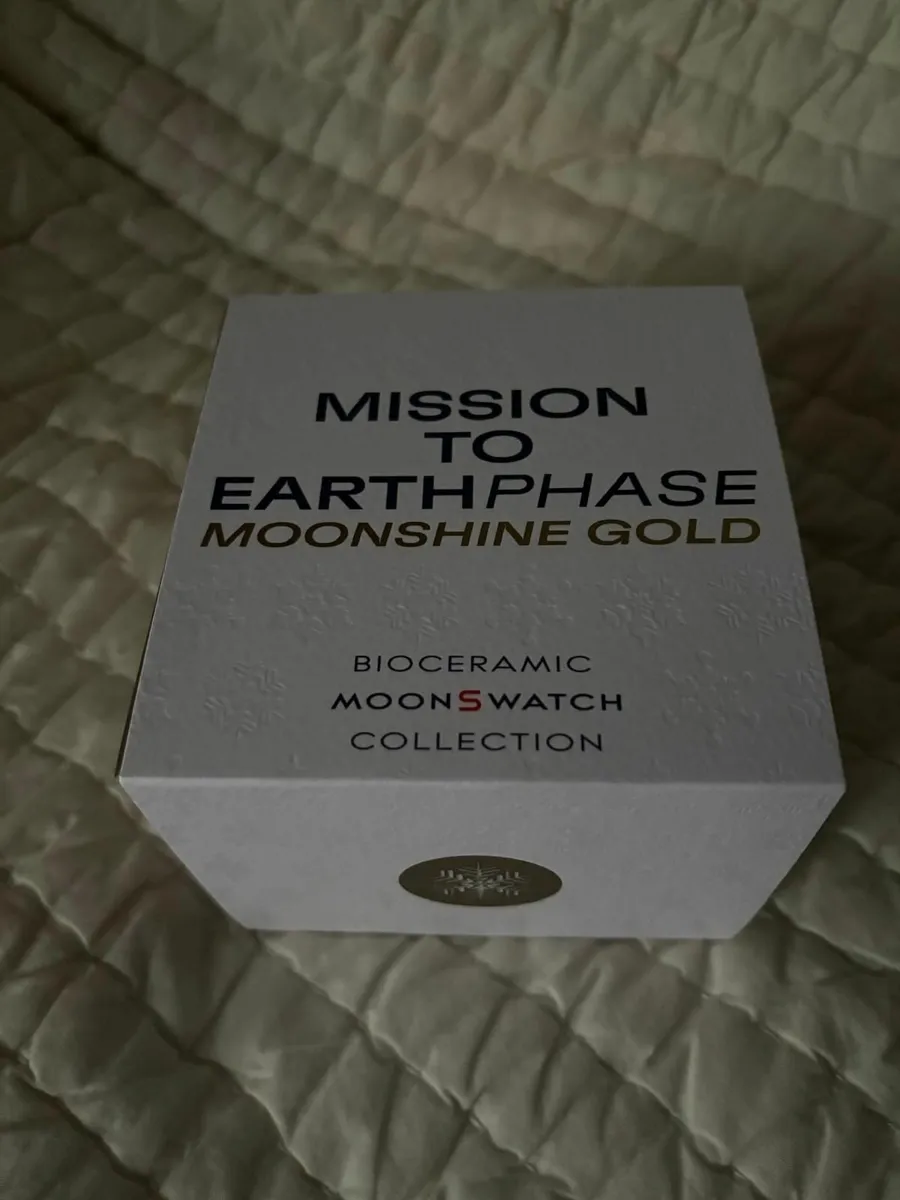 MISSION
TO
EARTHPHASE
MOONSHINE GOLD
BIOCERAMIC
MOONSWATCH
COLLECTION